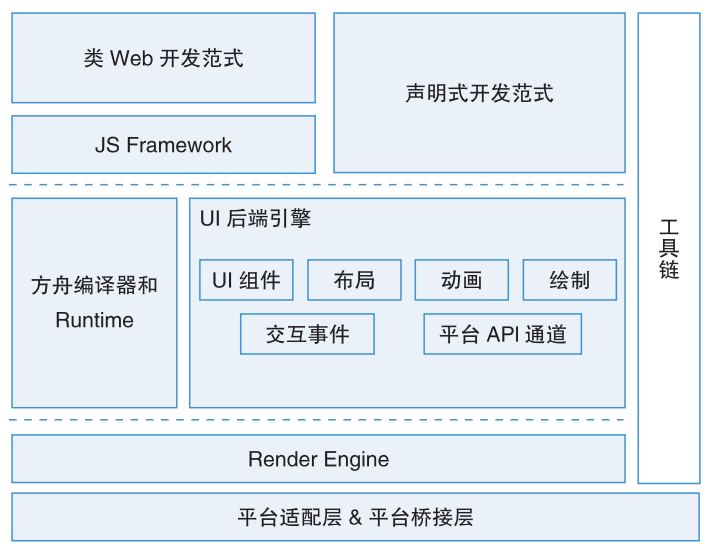 类 Web 开发范式
声明式开发范式
JS Framework
方舟编译器和
Runtime
UI 后端引擎
UI 组件
布局
动画
绘制
交互事件
平台 API 通道
工具链
Render Engine
平台适配层 & 平台桥接层